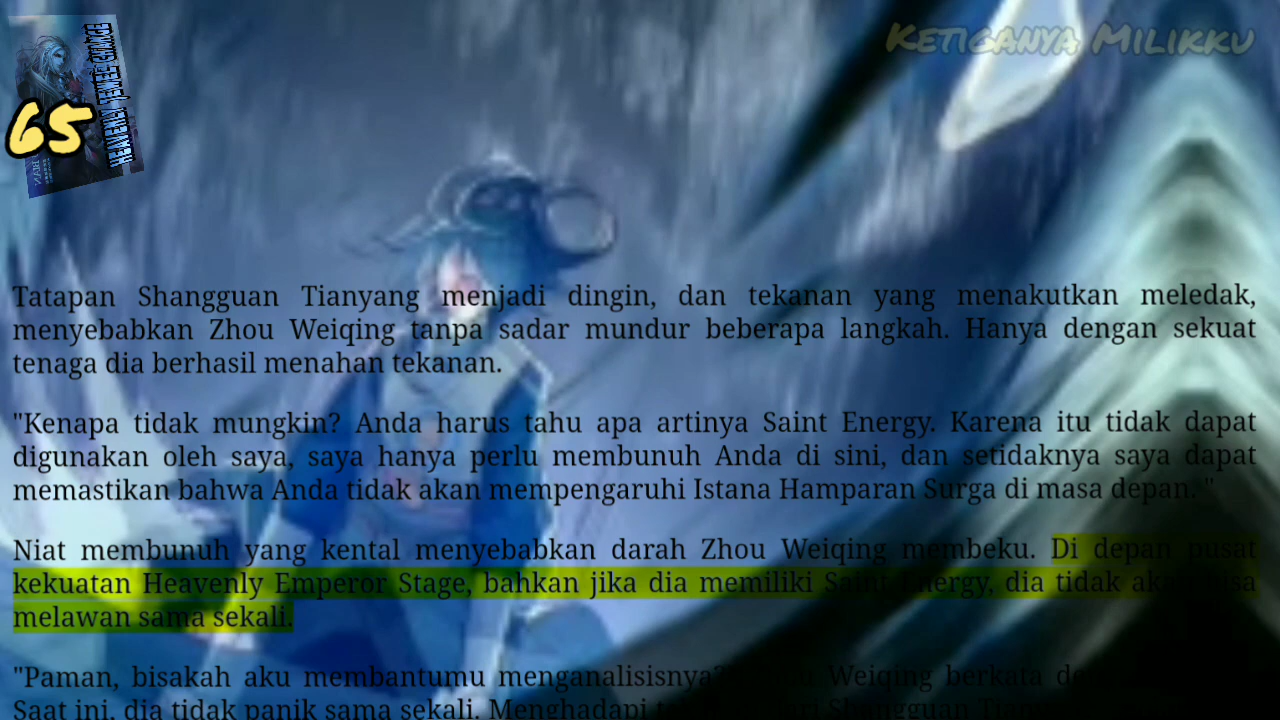 Ketiganya Milikku
HEAVENLY JEWEL CHANGE
65
Tatapan Shangguan Tianyang menjadi dingin, dan tekanan yang menakutkan meledak,
menyebabkan Zhou Weiqing tanpa sadar mundur beberapa langkah. Hanya dengan sekuat
tenaga dia berhasil menahan tekanan.
"Kenapa tidak mungkin? Anda harus tahu apa artinya Saint Energy. Karena itu tidak dapat
digunakan oleh saya, saya hanya perlu membunuh Anda di sini, dan setidaknya saya dapat
memastikan bahwa Anda tidak akan mempengaruhi Istana Hamparan Surga di masa depan. "
Niat membunuh yang kental menyebabkan darah Zhou Weiqing membeku. Di depan pusat
kekuatan Heavenly Emperor Stage, bahkan jika dia memiliki Saint Energy, dia tidak akan bisa
melawan sama sekali.
"Paman, bisakah aku membantumu menganalisisnya?" Zhou Weiqing berkata
Saat ini, dia tidak panik sama sekali. Menghadapi dari Shangguan